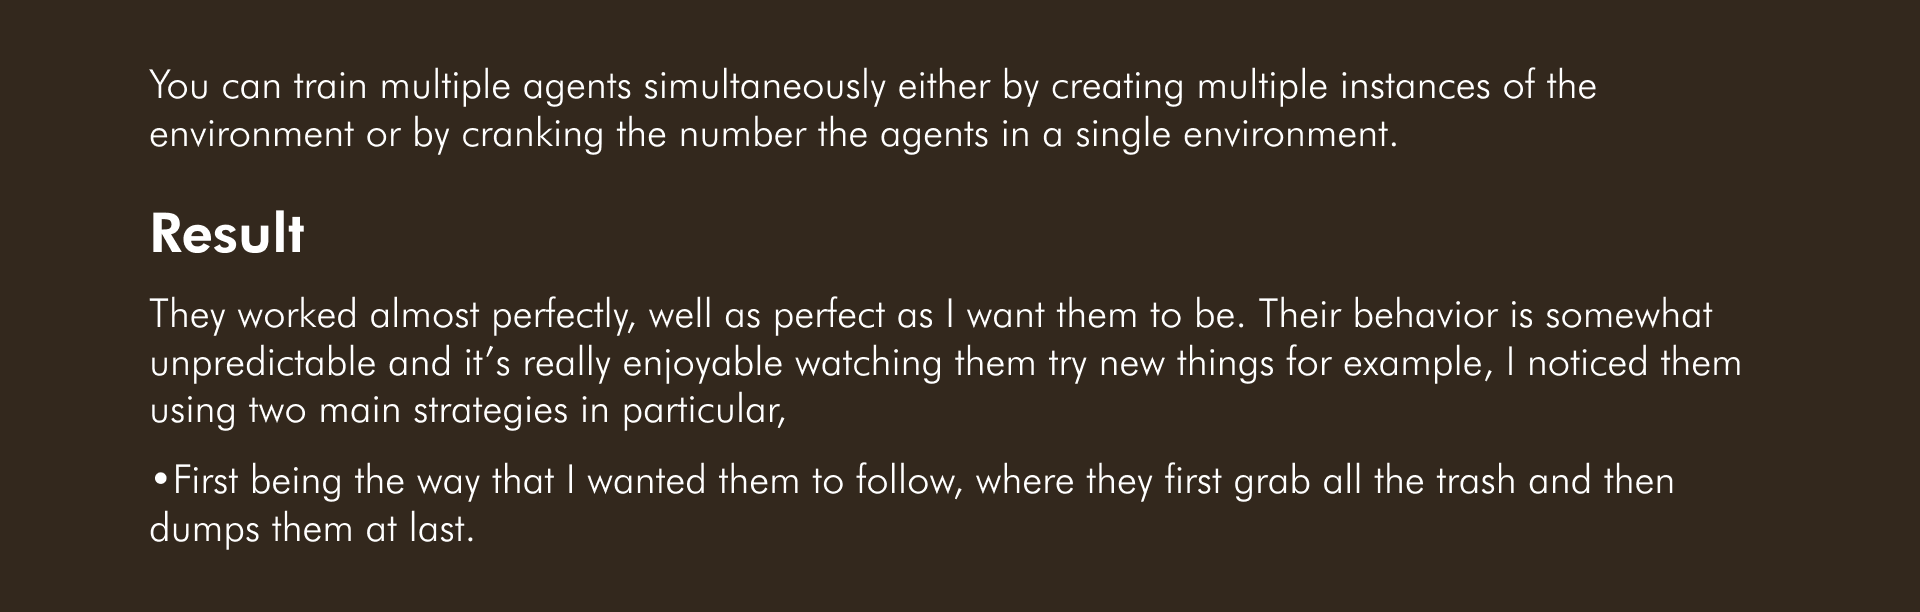 You can train multiple agents simultaneously either by creating multiple instances of the
environment or by cranking the number the agents in a single environment.
Result
They worked almost perfectly, well as perfect as I want them to be. Their behavior is somewhat
unpredictable and it’s really enjoyable watching them try new things for example, I noticed them
using two main strategies in particular,
•First being the way that I wanted them to follow, where they first grab all the trash and then
dumps them at last.